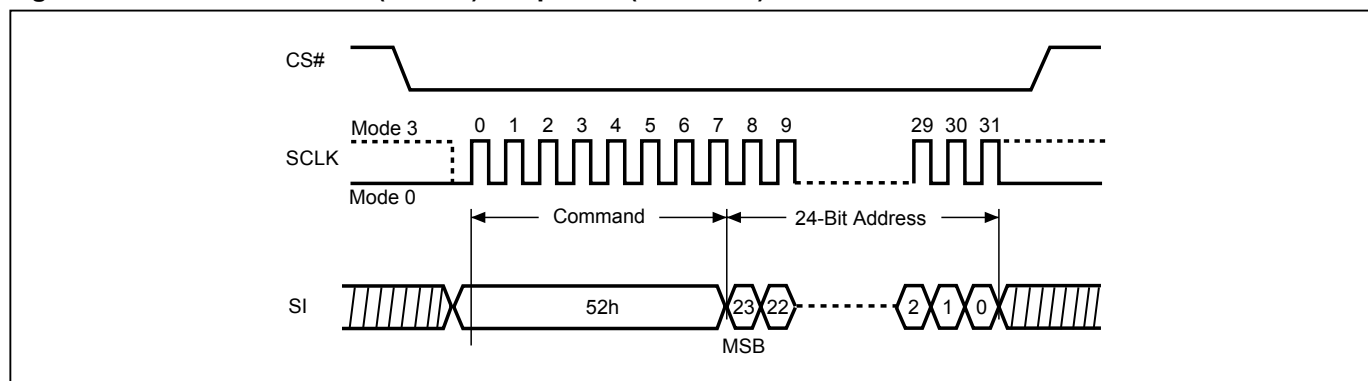 CS#
Mode 3
0 1 2 3 4 5 6 7 8 9 29 30 31
SCLK
Mode 0
Command 24-Bit Address
SI
52h 23 22 2 1 0
MSB